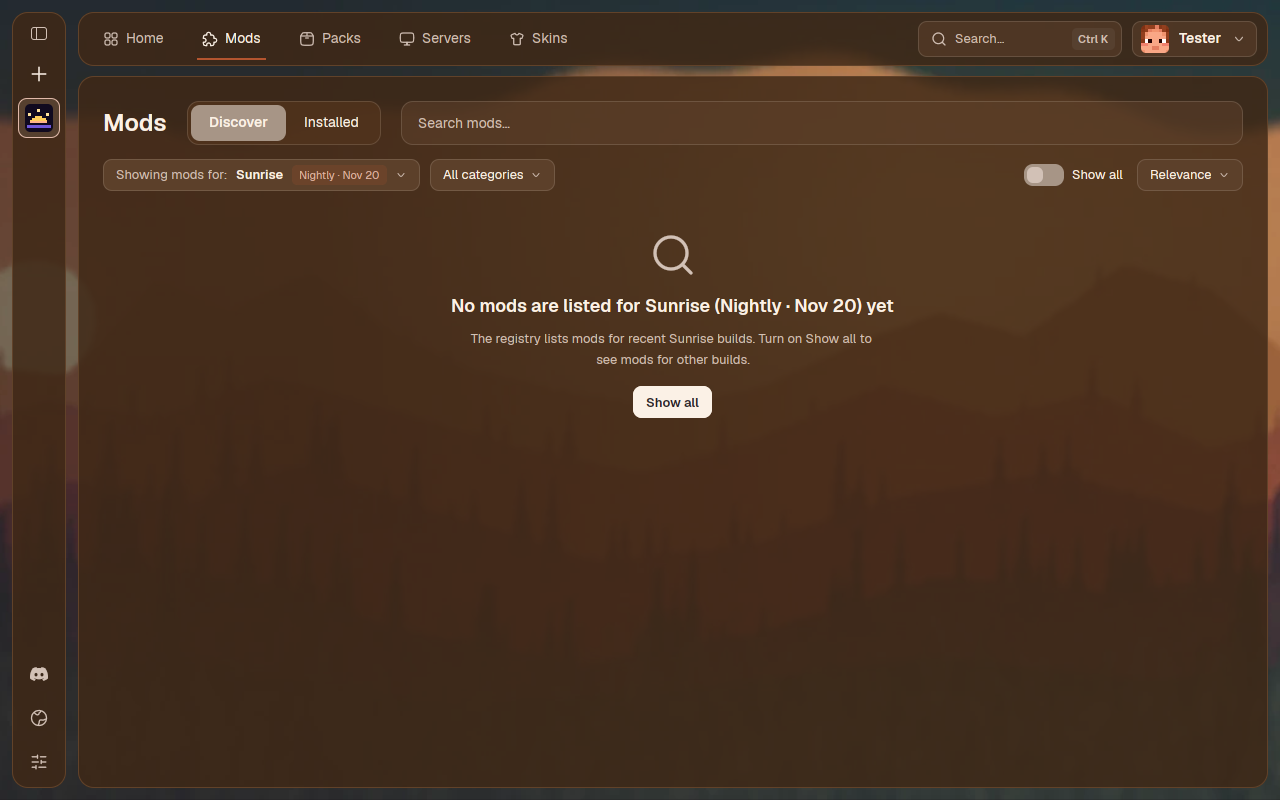 Home
Mods
Packs
Servers
Skins
Search...
Ctrl K
Tester
Mods
Discover
Installed
Search mods...
Showing mods for: Sunrise Nightly · Nov 20
All categories
Show all
Relevance
No mods are listed for Sunrise (Nightly · Nov 20) yet
The registry lists mods for recent Sunrise builds. Turn on Show all to
see mods for other builds.
Show all